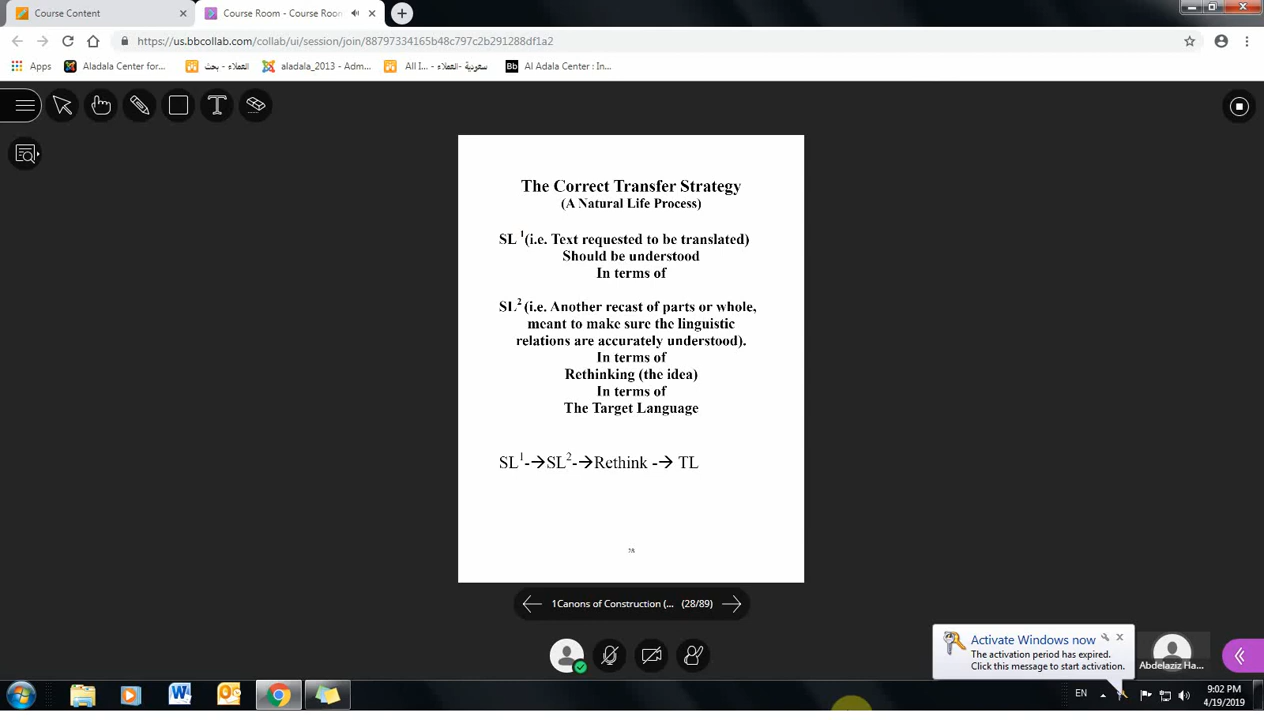 Course Content
Course Room - Course Room
https://us.bbcollab.com/collab/ui/session/join/88797334165b48c797c2b291288df1a2
Apps
Aladala Center for...
العملاء - بحث
aladala_2013 - Adm...
All I... - سعودية -العملاء
Al Adala Center : In...
The Correct Transfer Strategy
(A Natural Life Process)
SL ¹(i.e. Text requested to be translated)
Should be understood
In terms of
SL² (i.e. Another recast of parts or whole,
meant to make sure the linguistic
relations are accurately understood).
In terms of
Rethinking (the idea)
In terms of
The Target Language
SL¹-→SL²-→Rethink -→ TL
28
1Canons of Construction (... (28/89)
Activate Windows now
The activation period has expired.
Click this message to start activation.
Abdelaziz Ha...
EN
9:02 PM
4/19/2019